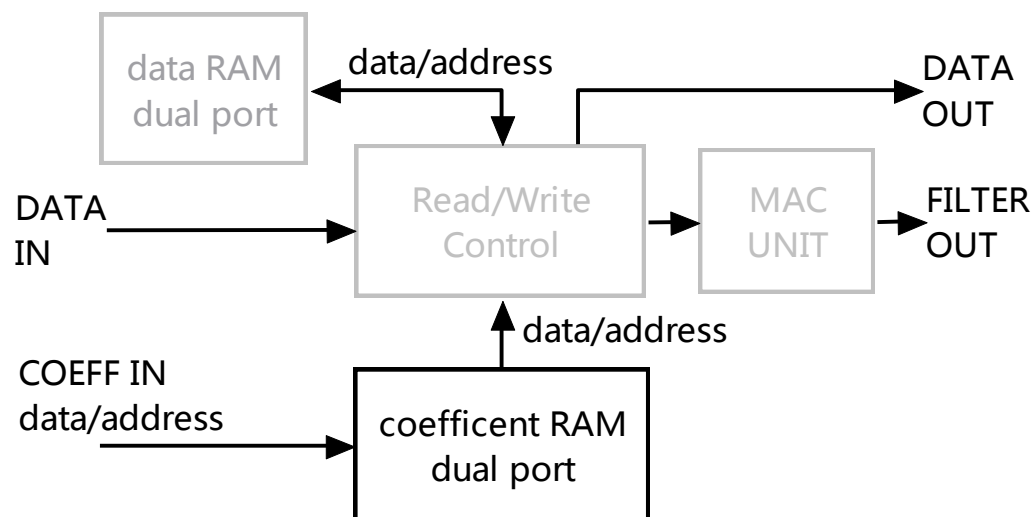 data RAM
dual port
data/address
DATA
OUT
DATA
IN
Read/Write
Control
MAC
UNIT
FILTER
OUT
data/address
COEFF IN
data/address
coefficent RAM
dual port